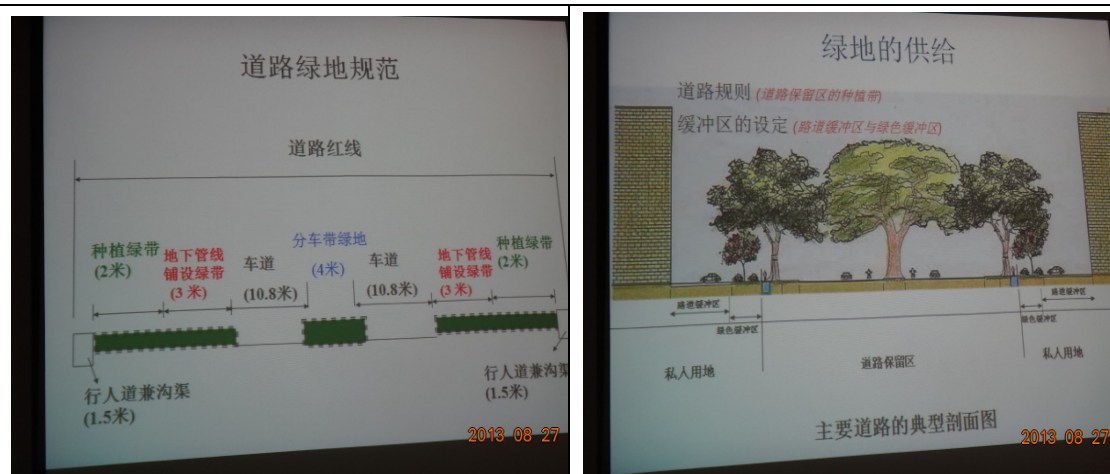 道路绿地规范
道路红线
种植绿带
(2米)
地下管线
铺设绿带
(3 米)
车道
(10.8米)
分车带绿地
(4米)
车道
(10.8米)
地下管线
铺设绿带
(3 米)
种植绿带
(2米)
行人道兼沟渠
(1.5米)
行人道兼沟渠
(1.5米)
2013 08 27
绿地的供给
道路规则 (道路保留区的种植带)
缓冲区的设定 (路道缓冲区与绿色缓冲区)
路道缓冲区
绿色缓冲区
路道缓冲区
绿色缓冲区
私人用地
道路保留区
私人用地
主要道路的典型剖面图
2013 08 27